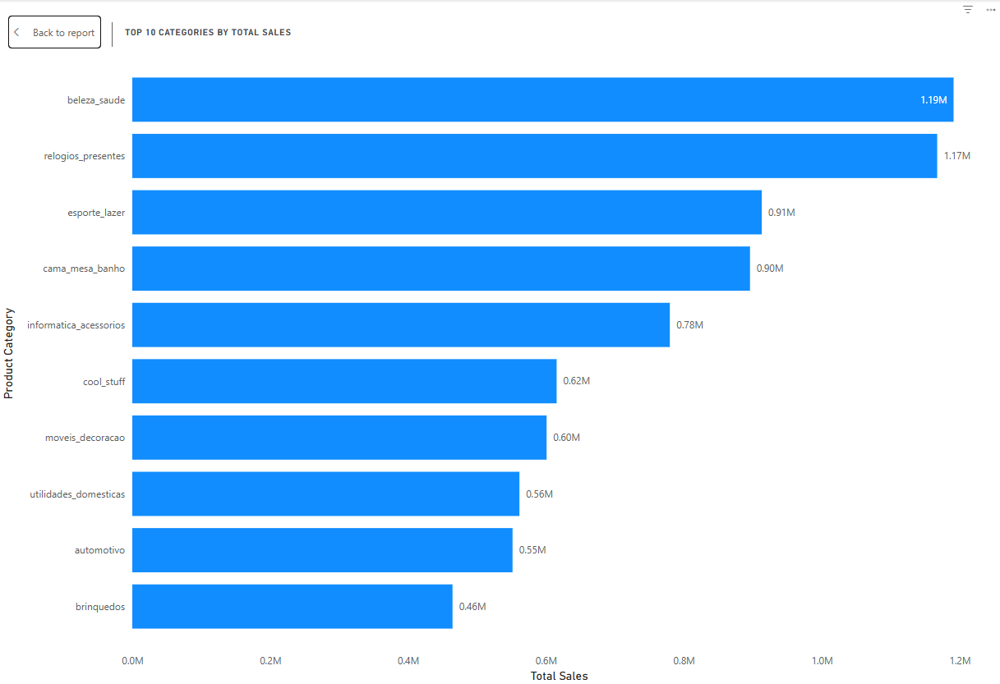 Back to report
TOP 10 CATEGORIES BY TOTAL SALES
Product Category
beleza_saude 1.19M
relogios_presentes 1.17M
esporte_lazer 0.91M
cama_mesa_banho 0.90M
informatica_acessorios 0.78M
cool_stuff 0.62M
moveis_decoracao 0.60M
utilidades_domesticas 0.56M
automotivo 0.55M
brinquedos 0.46M
0.0M 0.2M 0.4M 0.6M 0.8M 1.0M 1.2M
Total Sales